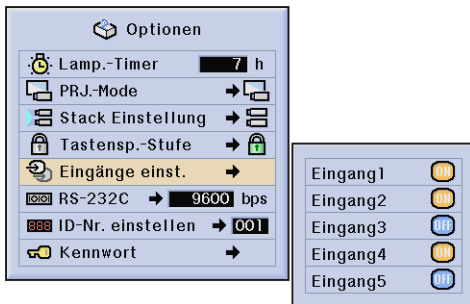 Optionen
Lamp.-Timer 7 h
PRJ.-Mode
Stack Einstellung
Tastensp.-Stufe
Eingänge einst.
RS-232C 9600 bps
ID-Nr. einstellen 001
Kennwort
Eingang1 ON
Eingang2 ON
Eingang3 OFF
Eingang4 ON
Eingang5 OFF